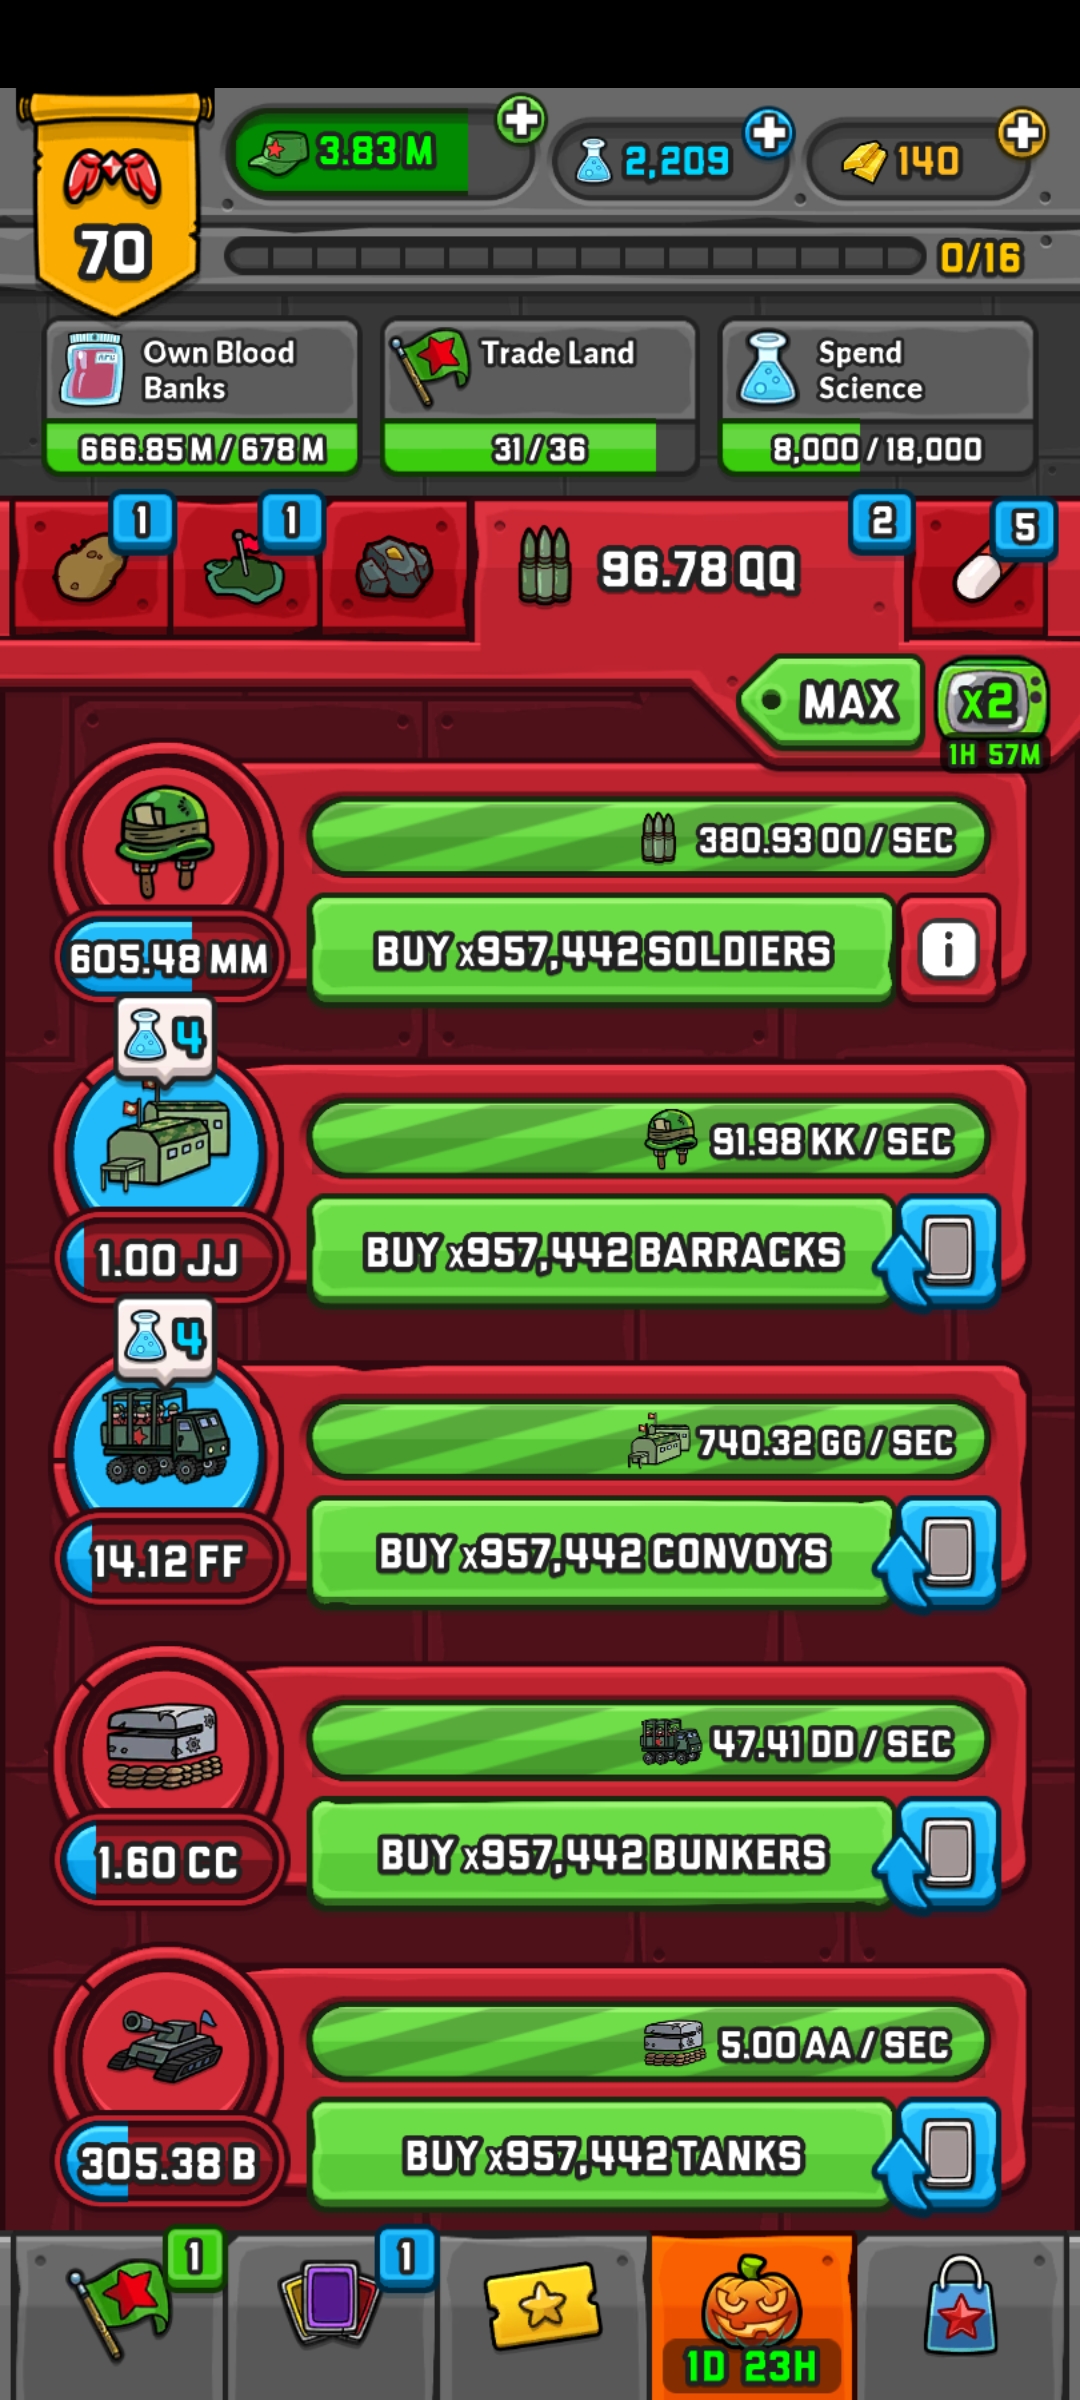 70
3.83 M
2,209
140
0/16
Own Blood
Banks
666.85 M / 678 M
Trade Land
31 / 36
Spend
Science
8,000 / 18,000
1
1
96.78 QQ
2
5
MAX
x2
1H 57M
380.93 OO / SEC
605.48 MM
BUY x957,442 SOLDIERS
i
4
91.98 KK / SEC
1.00 JJ
BUY x957,442 BARRACKS
4
740.32 GG / SEC
14.12 FF
BUY x957,442 CONVOYS
47.41 DD / SEC
1.60 CC
BUY x957,442 BUNKERS
5.00 AA / SEC
305.38 B
BUY x957,442 TANKS
1
1
1D 23H